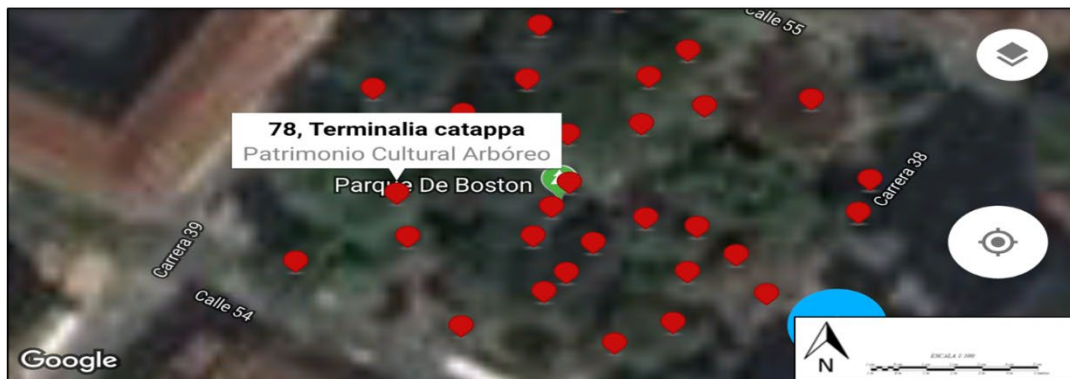 Calle 55
78, Terminalia catappa
Patrimonio Cultural Arbóreo
Parque De Boston
Carrera 38
Carrera 39
Calle 54
Google
N